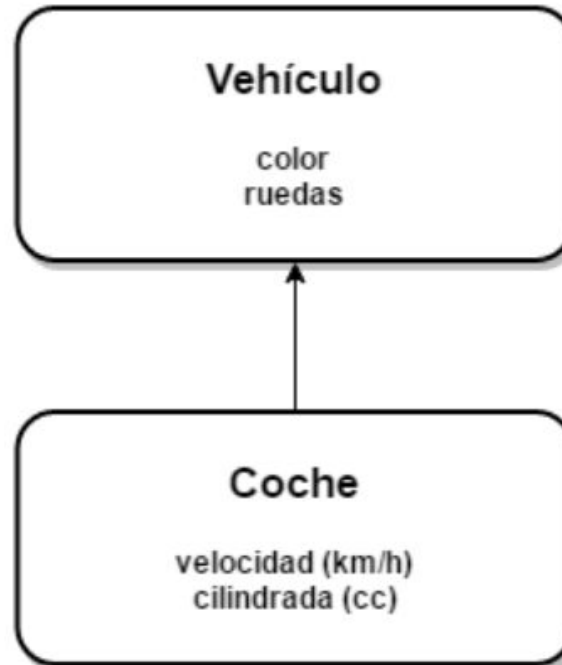 Vehículo
color
ruedas
Coche
velocidad (km/h)
cilindrada (cc)